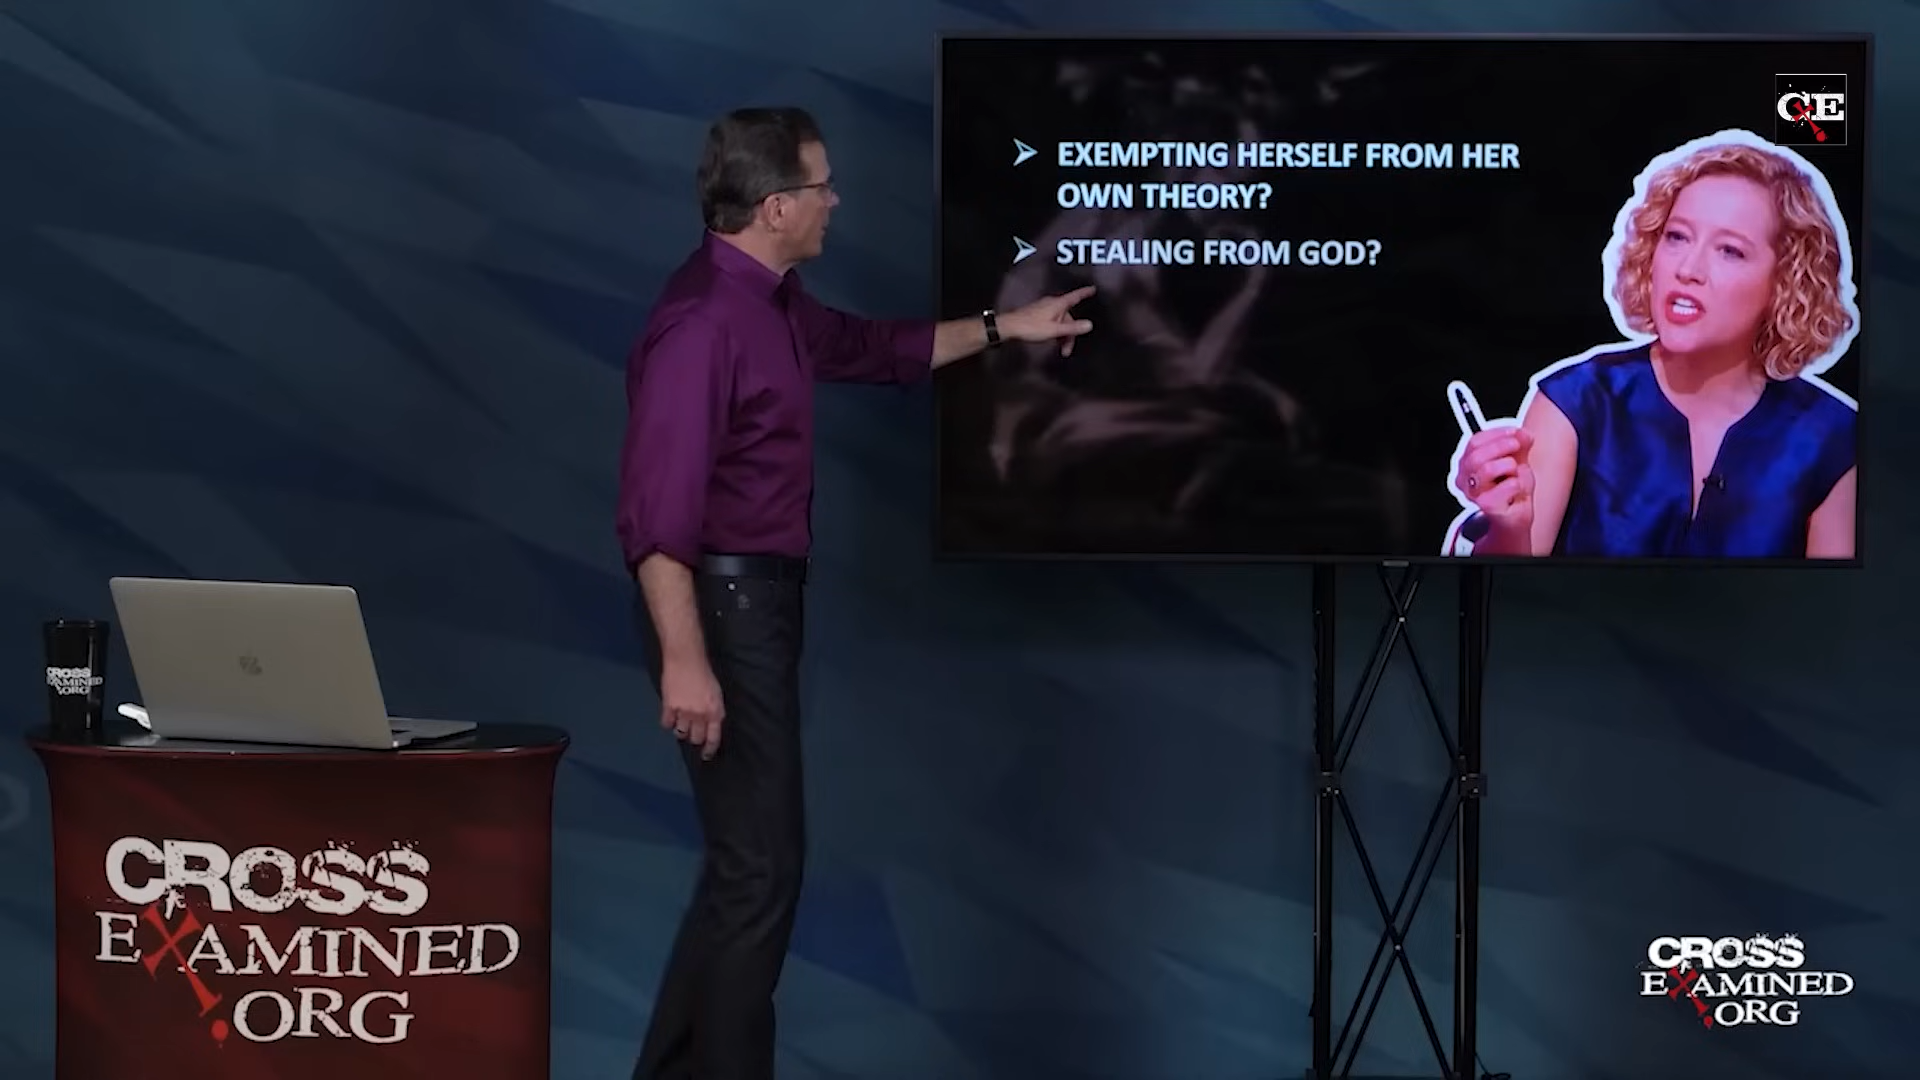 CE
EXEMPTING HERSELF FROM HER
OWN THEORY?
STEALING FROM GOD?
CROSS
EXAMINED
.ORG
CROSS
EXAMINED
.ORG
CROSS
EXAMINED
.ORG